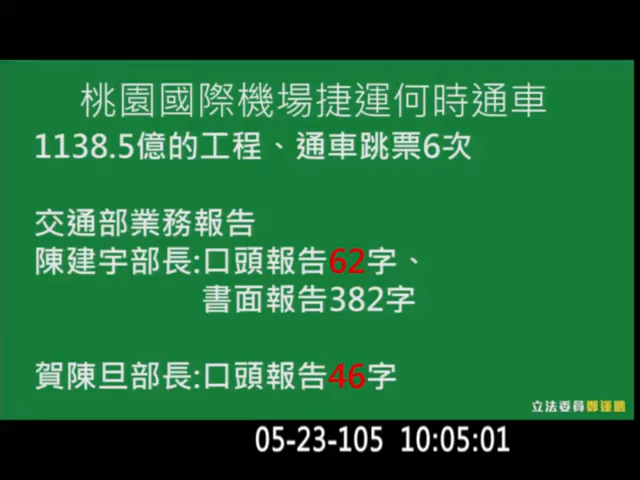 桃園國際機場捷運何時通車
1138.5億的工程、通車跳票6次
交通部業務報告
陳建宇部長:口頭報告62字、
書面報告382字
賀陳旦部長:口頭報告46字
立法委員鄭運鵬
05-23-105 10:05:01